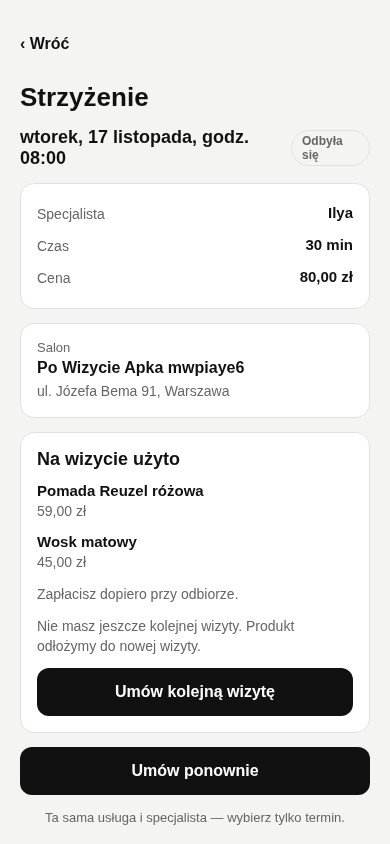 ‹ Wróć
Strzyżenie
wtorek, 17 listopada, godz.
08:00
Odbyła
się
Specjalista
Ilya
Czas
30 min
Cena
80,00 zł
Salon
Po Wizycie Apka mwpiaye6
ul. Józefa Bema 91, Warszawa
Na wizycie użyto
Pomada Reuzel różowa
59,00 zł
Wosk matowy
45,00 zł
Zapłacisz dopiero przy odbiorze.
Nie masz jeszcze kolejnej wizyty. Produkt
odłożymy do nowej wizyty.
Umów kolejną wizytę
Umów ponownie
Ta sama usługa i specjalista — wybierz tylko termin.